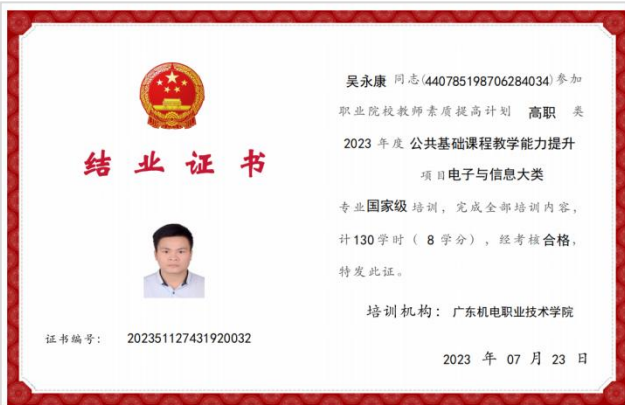 结业证书
证书编号： 202351127431920032
吴永康 同志(440785198706284034)参加
职业院校教师素质提高计划 高职 类
2023 年度 公共基础课程教学能力提升
项目电子与信息大类
专业国家级 培训，完成全部培训内容，
计130学时（ 8 学分），经考核合格，
特发此证。
培训机构： 广东机电职业技术学院
2023 年 07 月 23 日